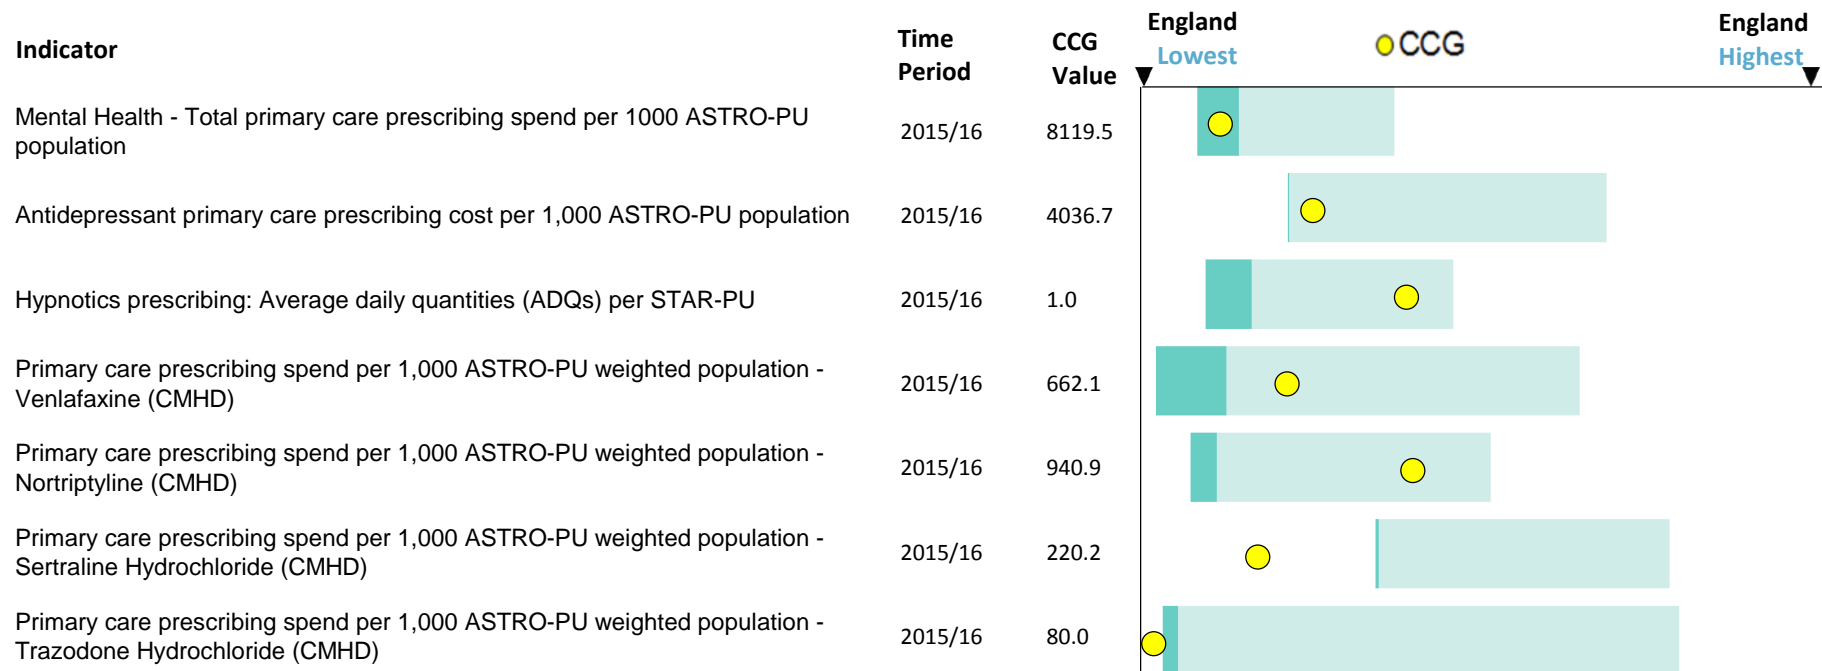 Indicator
Time Period
CCG Value
England Lowest
CCG
England Highest
Mental Health - Total primary care prescribing spend per 1000 ASTRO-PU
population
2015/16
8119.5
Antidepressant primary care prescribing cost per 1,000 ASTRO-PU population
2015/16
4036.7
Hypnotics prescribing: Average daily quantities (ADQs) per STAR-PU
2015/16
1.0
Primary care prescribing spend per 1,000 ASTRO-PU weighted population -
Venlafaxine (CMHD)
2015/16
662.1
Primary care prescribing spend per 1,000 ASTRO-PU weighted population -
Nortriptyline (CMHD)
2015/16
940.9
Primary care prescribing spend per 1,000 ASTRO-PU weighted population -
Sertraline Hydrochloride (CMHD)
2015/16
220.2
Primary care prescribing spend per 1,000 ASTRO-PU weighted population -
Trazodone Hydrochloride (CMHD)
2015/16
80.0